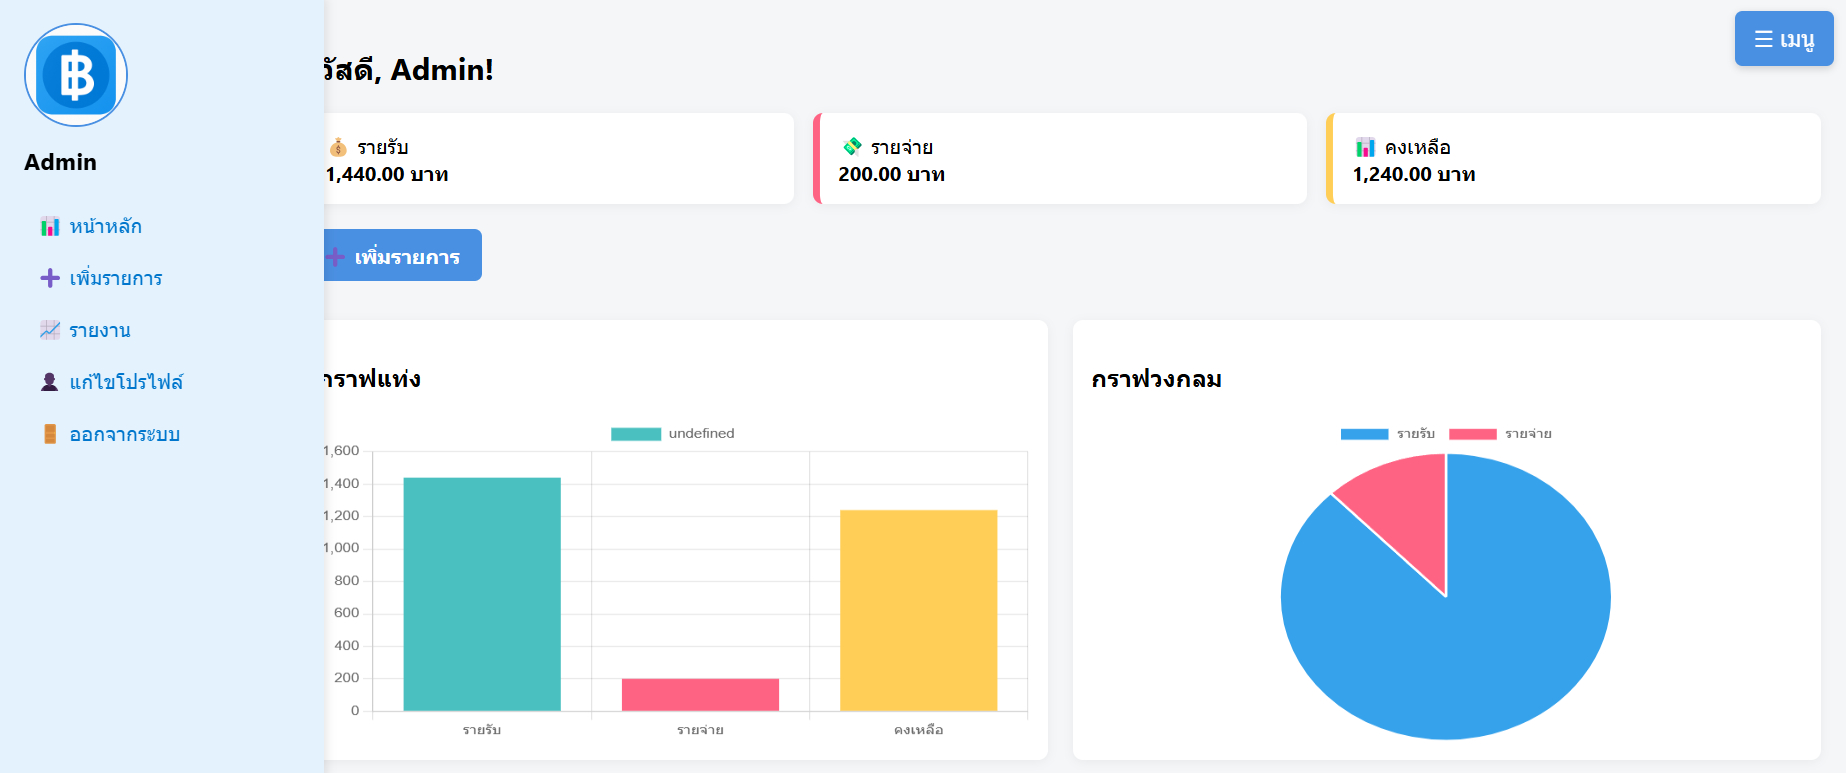 Admin
หน้าหลัก
เพิ่มรายการ
รายงาน
แก้ไขโปรไฟล์
ออกจากระบบ
☰ เมนู
วัสดี, Admin!
รายรับ
1,440.00 บาท
รายจ่าย
200.00 บาท
คงเหลือ
1,240.00 บาท
เพิ่มรายการ
กราฟแท่ง
undefined
1,600
1,400
1,200
1,000
800
600
400
200
0
รายรับ รายจ่าย คงเหลือ
กราฟวงกลม
รายรับ รายจ่าย